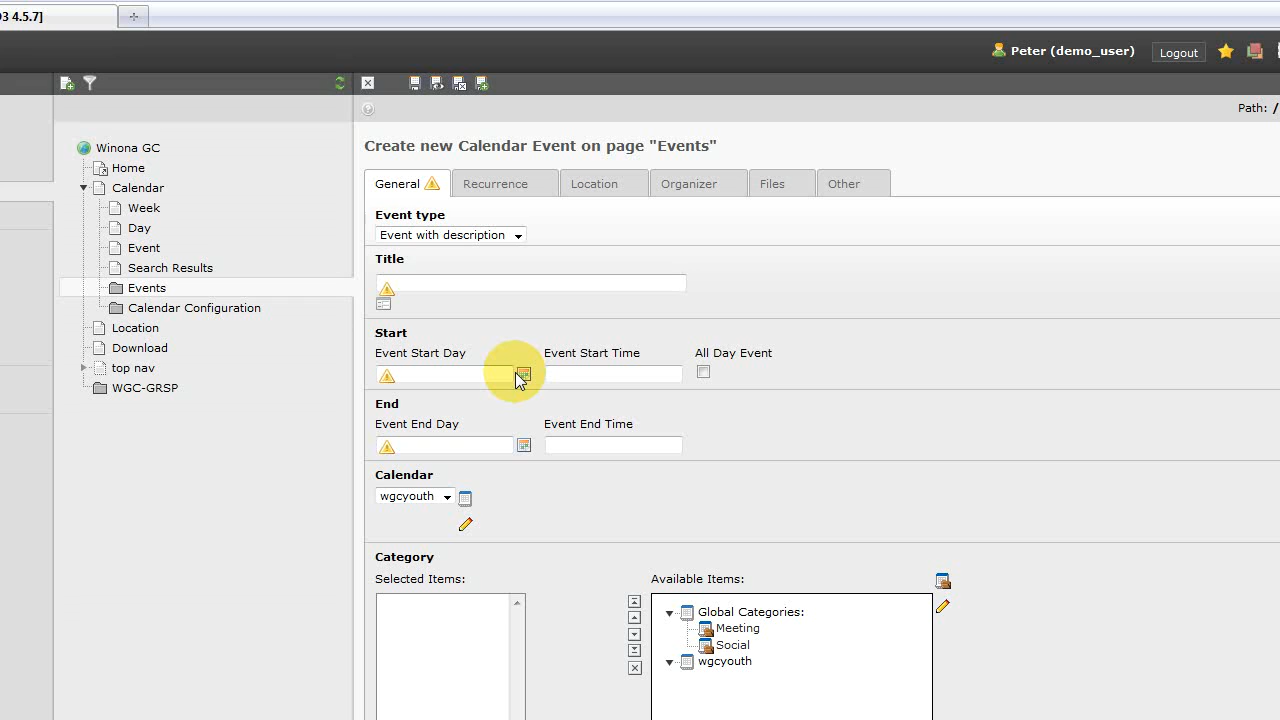 3 4.5.7]
Peter (demo_user)
Logout
Path: /
Winona GC
Home
Calendar
Week
Day
Event
Search Results
Events
Calendar Configuration
Location
Download
top nav
WGC-GRSP
Create new Calendar Event on page "Events"
General Recurrence Location Organizer Files Other
Event type
Event with description
Title
Start
Event Start Day Event Start Time All Day Event
End
Event End Day Event End Time
Calendar
wgcyouth
Category
Selected Items: Available Items:
Global Categories:
Meeting
Social
wgcyouth